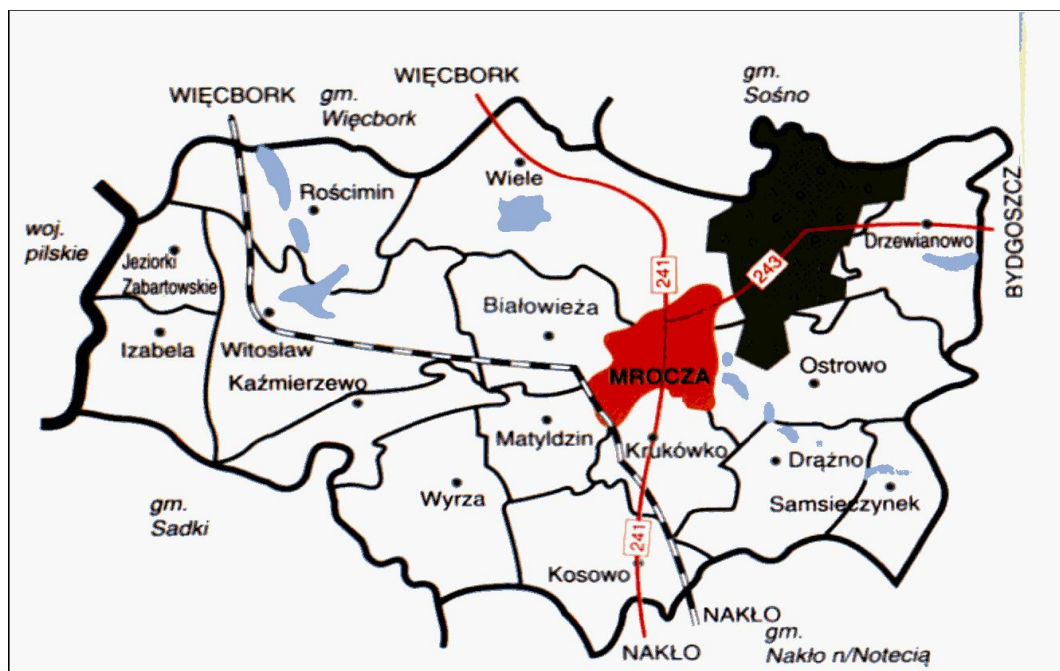 WIĘCBORK
gm.
Sośno
WIĘCBORK
gm.
Więcbork
Wiele
Rościmin
BYDGOSZCZ
woj.
pilskie
Drzewianowo
Jeziorki
Zabartowskie
241
243
Białowieża
Izabela
Witosław
Ostrowo
MROCZA
Kaźmierzewo
Matyldzin
Krukówko
Drążno
Wyrza
Samsieczynek
gm.
Sadki
241
Kosowo
NAKŁO
NAKŁO
gm.
Nakło n/Notecią